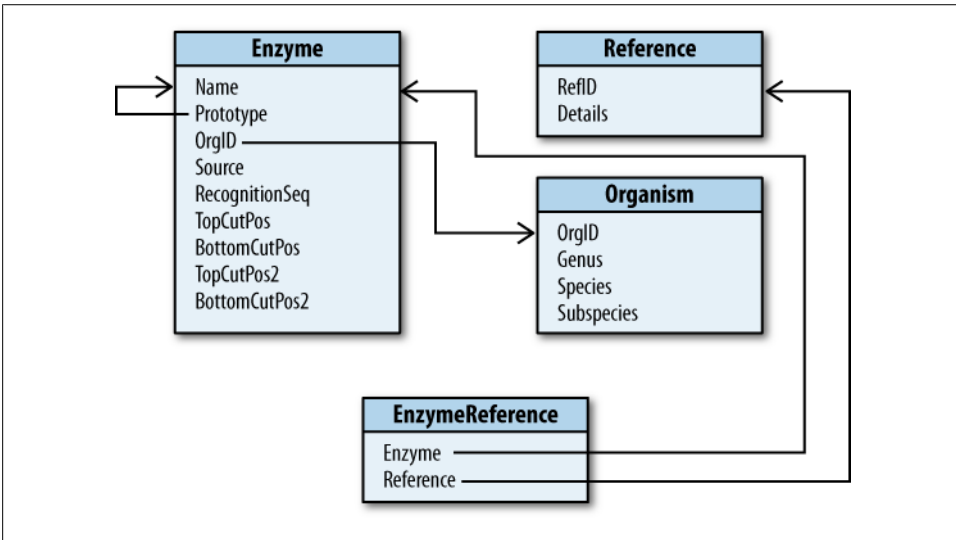 Enzyme
Name
Prototype
OrgID
Source
RecognitionSeq
TopCutPos
BottomCutPos
TopCutPos2
BottomCutPos2
Reference
RefID
Details
Organism
OrgID
Genus
Species
Subspecies
EnzymeReference
Enzyme
Reference